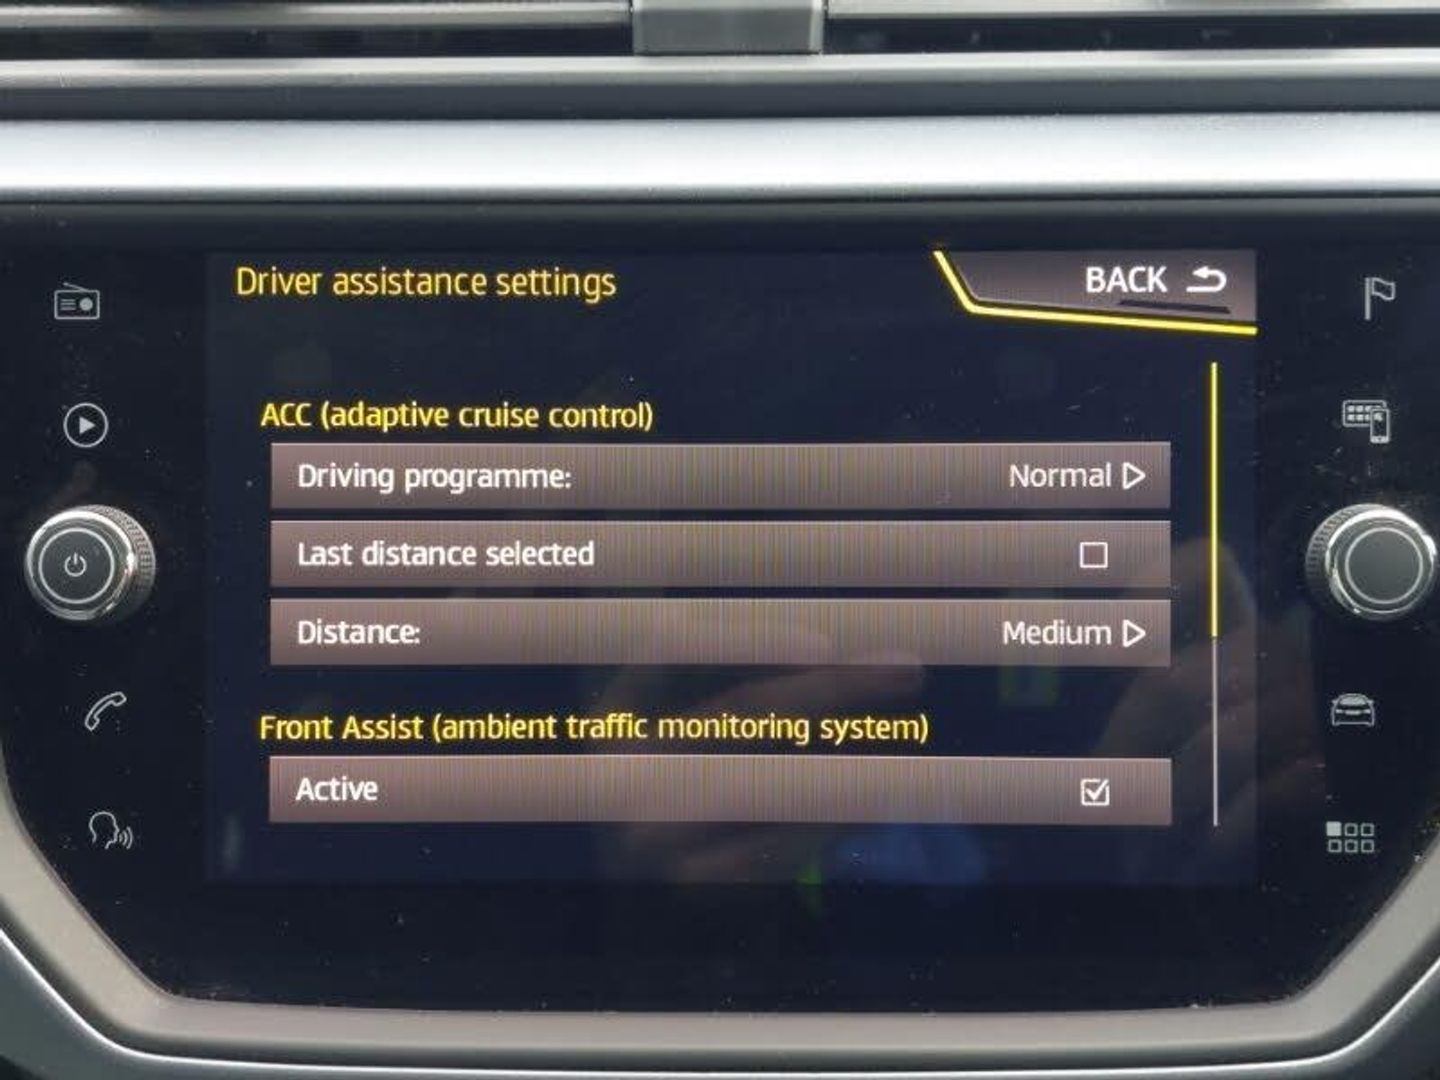 Driver assistance settings
BACK
ACC (adaptive cruise control)
Driving programme: Normal
Last distance selected
Distance: Medium
Front Assist (ambient traffic monitoring system)
Active